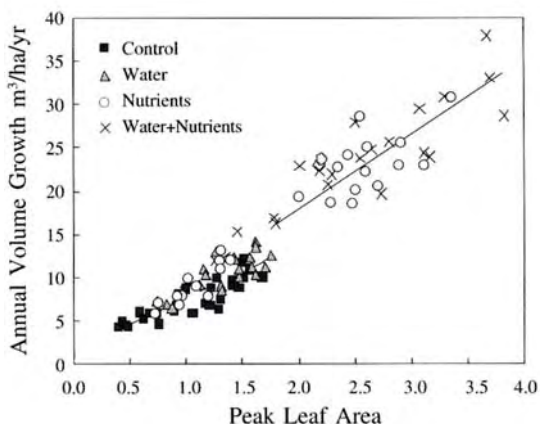 40
35
30
25
20
15
10
5
0
Annual Volume Growth m³/ha/yr
Control
Water
Nutrients
Water+Nutrients
0.0 0.5 1.0 1.5 2.0 2.5 3.0 3.5 4.0
Peak Leaf Area